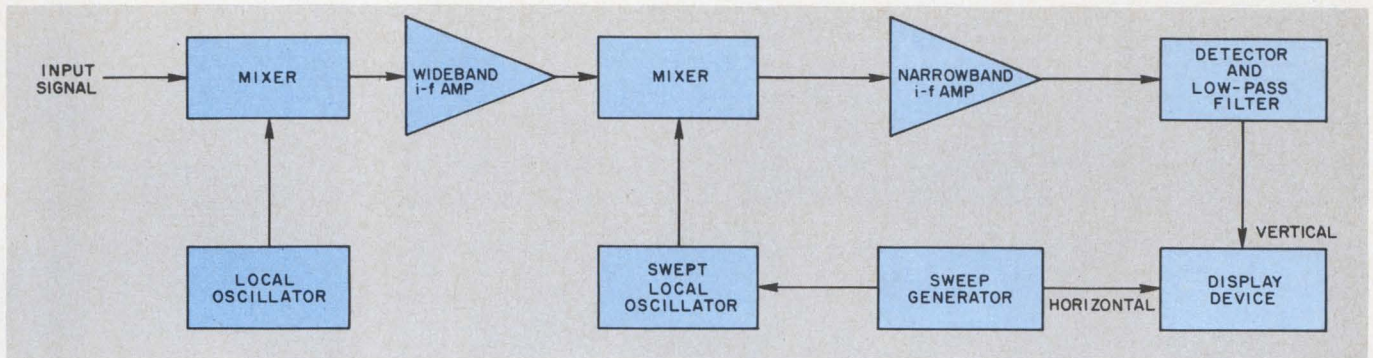 INPUT
SIGNAL
MIXER
WIDEBAND
i-f AMP
MIXER
NARROWBAND
i-f AMP
DETECTOR
AND
LOW-PASS
FILTER
VERTICAL
LOCAL
OSCILLATOR
SWEPT
LOCAL
OSCILLATOR
SWEEP
GENERATOR
HORIZONTAL
DISPLAY
DEVICE